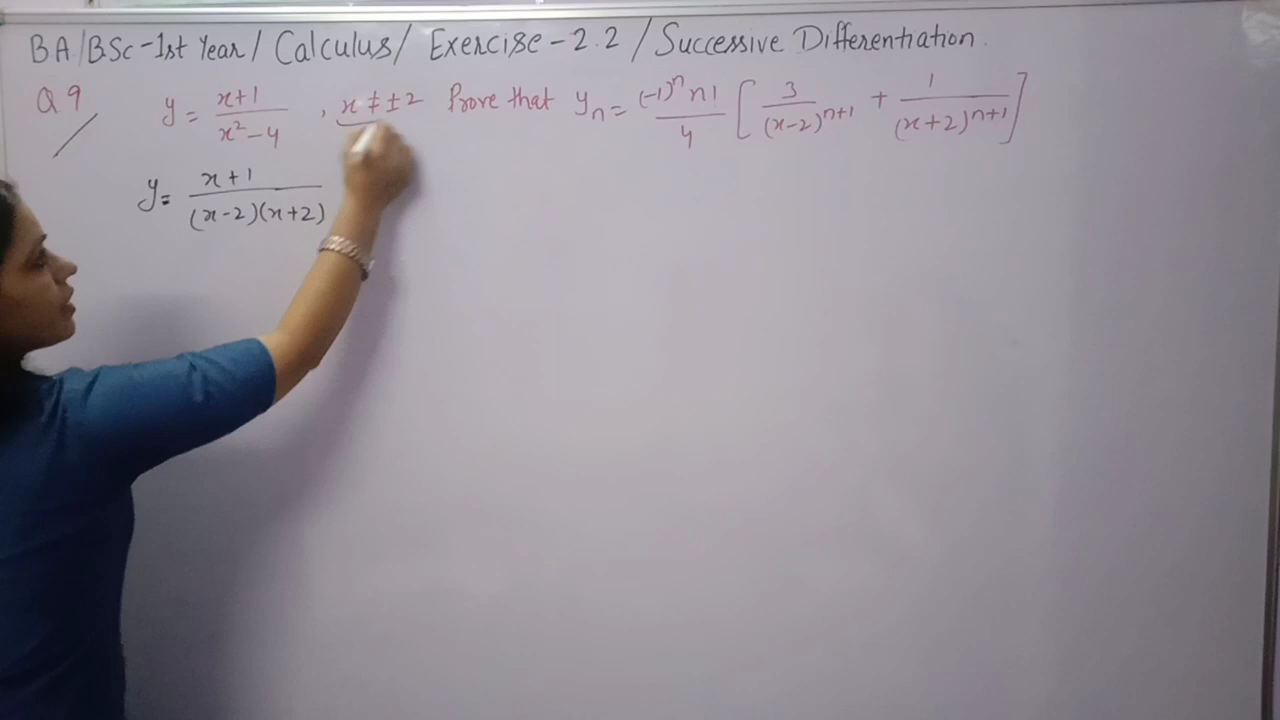 BA/BSc-1st Year/ Calculus/ Exercise-2.2/Successive Differentiation.
Q9 y = x+1 / x²-4 , x ≠ ±2 Prove that yₙ = (-1)ⁿ n! / 4 [ 3 / (x-2)ⁿ⁺¹ + 1 / (x+2)ⁿ⁺¹ ]
y = x+1 / (x-2)(x+2)